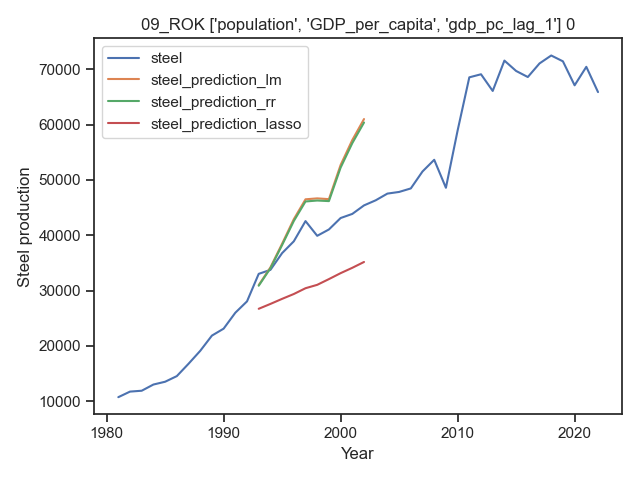 09_ROK ['population', 'GDP_per_capita', 'gdp_pc_lag_1'] 0
steel
steel_prediction_lm
steel_prediction_rr
steel_prediction_lasso
Steel production
70000
60000
50000
40000
30000
20000
10000
1980 1990 2000 2010 2020
Year